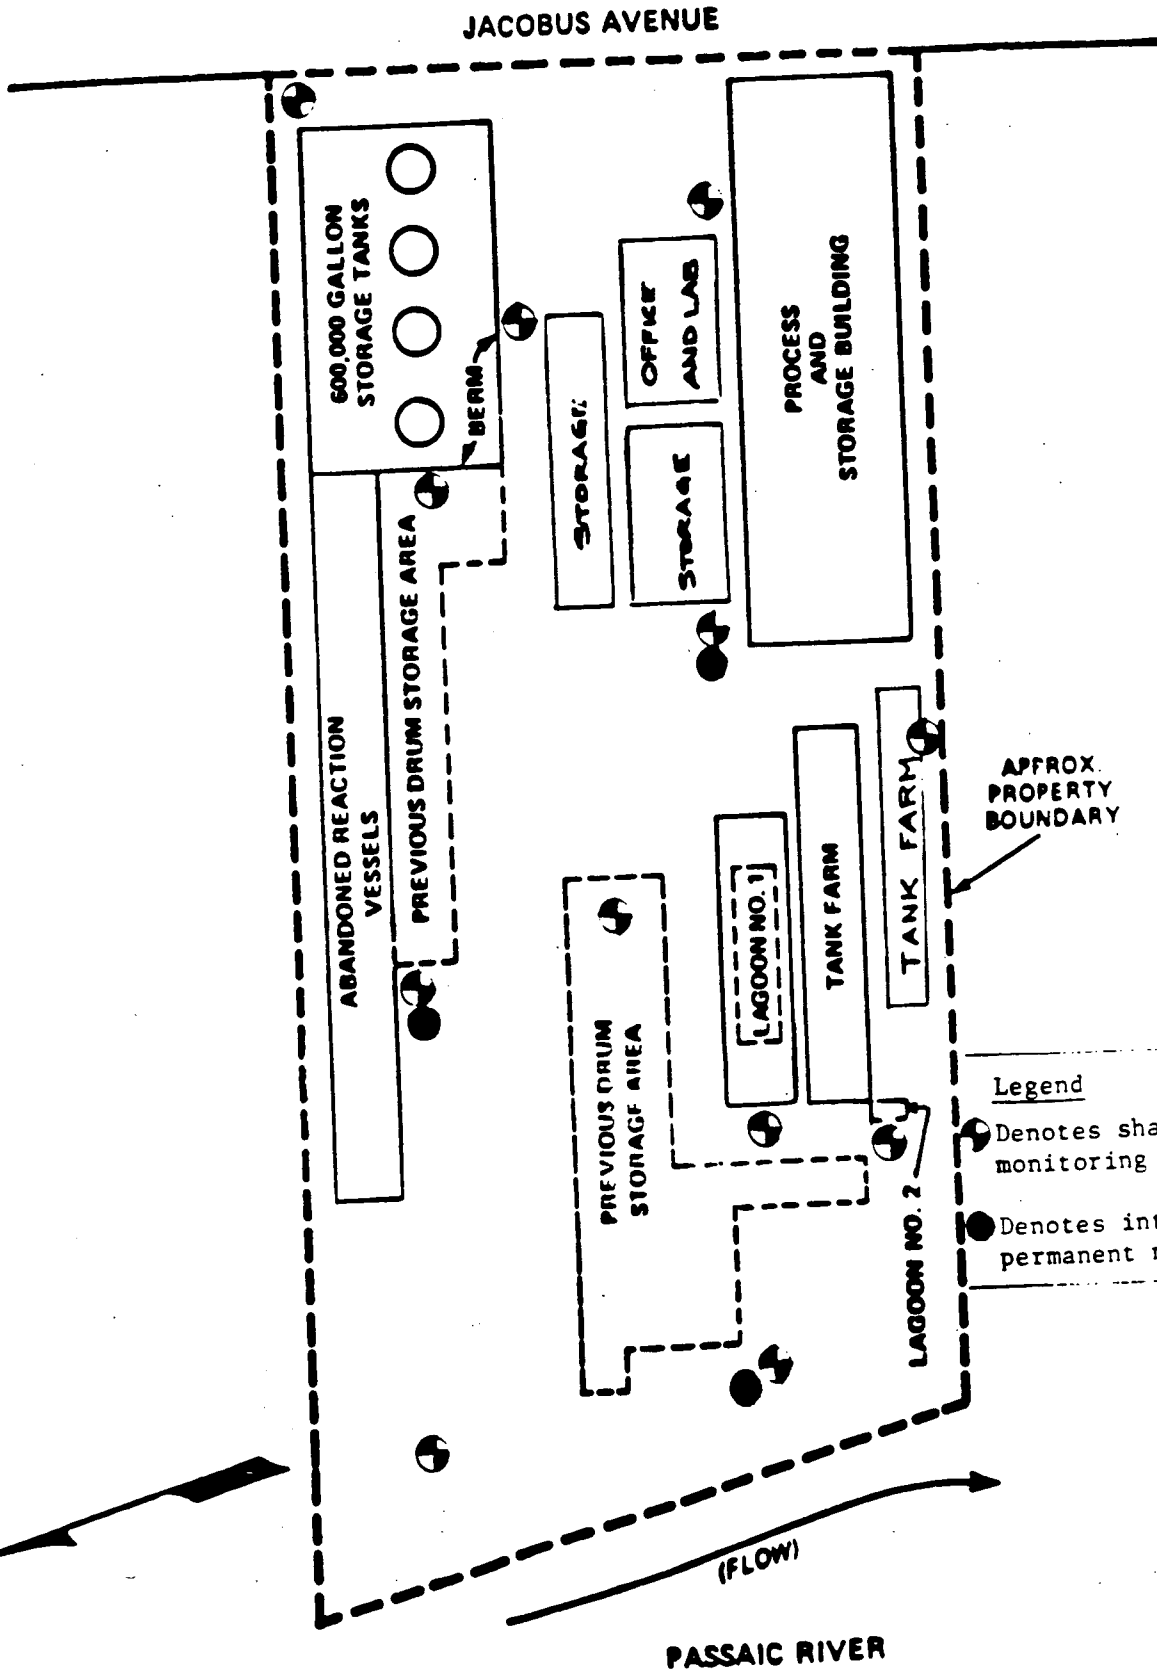 JACOBUS AVENUE
600,000 GALLON
STORAGE TANKS
BERM
OFFICE
AND LAB
STORAGE
STORAGE
PROCESS
AND
STORAGE BUILDING
PREVIOUS DRUM STORAGE AREA
ABANDONED REACTION
VESSELS
APPROX.
PROPERTY
BOUNDARY
TANK FARM
TANK FARM
LAGOON NO. 1
PREVIOUS DRUM
STORAGE AREA
LAGOON NO. 2
Legend
Denotes sha
monitoring
Denotes int
permanent
(FLOW)
PASSAIC RIVER